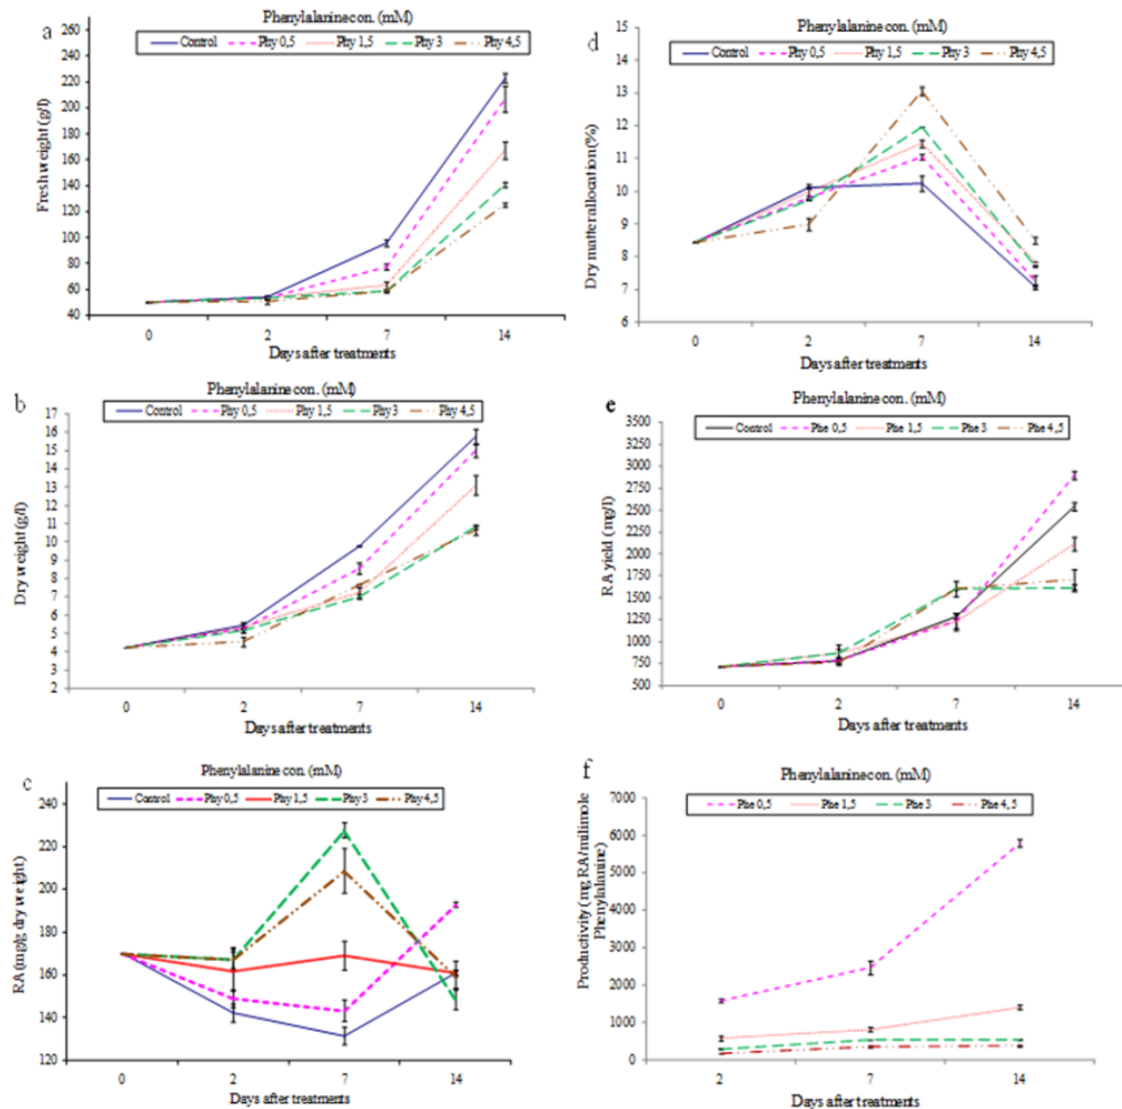 a
Phenylalanine con. (mM)
Control Phy 0,5 Phy 1,5 Phy 3 Phy 4,5
Fresh weight (g/l)
260
240
220
200
180
160
140
120
100
80
60
40
0 2 7 14
Days after treatments
d
Phenylalanine con. (mM)
Control Phy 0,5 Phy 1,5 Phy 3 Phy 4,5
Dry matter allocation (%)
15
14
13
12
11
10
9
8
7
6
0 2 7 14
Days after treatments
b
Phenylalanine con. (mM)
Control Phy 0,5 Phy 1,5 Phy 3 Phy 4,5
Dry weight (g/l)
17
16
15
14
13
12
11
10
9
8
7
6
5
4
3
2
0 2 7 14
Days after treatments
e
Phenylalanine con. (mM)
Control Phe 0,5 Phe 1,5 Phe 3 Phe 4,5
RA yield (mg/l)
3500
3250
3000
2750
2500
2250
2000
1750
1500
1250
1000
750
500
0 2 7 14
Days after treatments
c
Phenylalanine con. (mM)
Control Phy 0,5 Phy 1,5 Phy 3 Phy 4,5
RA (mg/g dry weight)
240
220
200
180
160
140
120
0 2 7 14
Days after treatments
f
Phenylalanine con. (mM)
Phe 0,5 Phe 1,5 Phe 3 Phe 4,5
Productivity (mg RA/milimole
Phenylalanine)
7000
6000
5000
4000
3000
2000
1000
0
2 7 14
Days after treatments